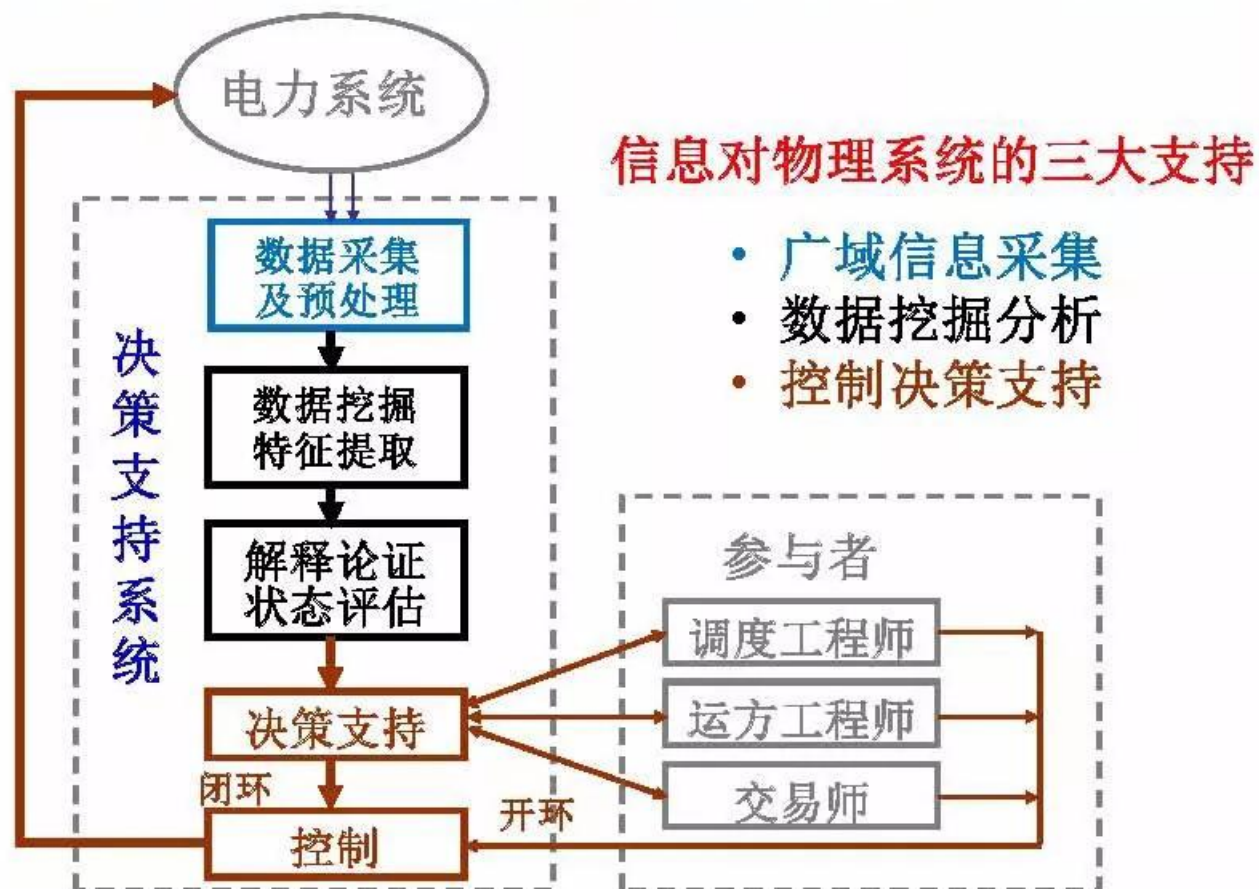 电力系统
信息对物理系统的三大支持
• 广域信息采集
• 数据挖掘分析
• 控制决策支持
决策支持系统
数据采集
及预处理
数据挖掘
特征提取
解释论证
状态评估
决策支持
闭环
控制
开环
参与者
调度工程师
运方工程师
交易师